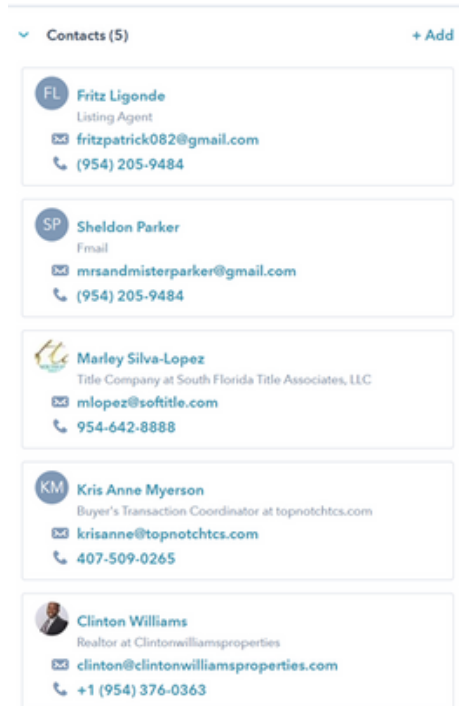 Contacts (5)
+ Add
FL
Fritz Ligonde
Listing Agent
fritzpatrick082@gmail.com
(954) 205-9484
SP
Sheldon Parker
Fmail
mrsandmisterparker@gmail.com
(954) 205-9484
Marley Silva-Lopez
Title Company at South Florida Title Associates, LLC
mlopez@softitle.com
954-642-8888
KM
Kris Anne Myerson
Buyer's Transaction Coordinator at topnotchtcs.com
krisanne@topnotchtcs.com
407-509-0265
Clinton Williams
Realtor at Clintonwilliamsproperties
clinton@clintonwilliamsproperties.com
+1 (954) 376-0363